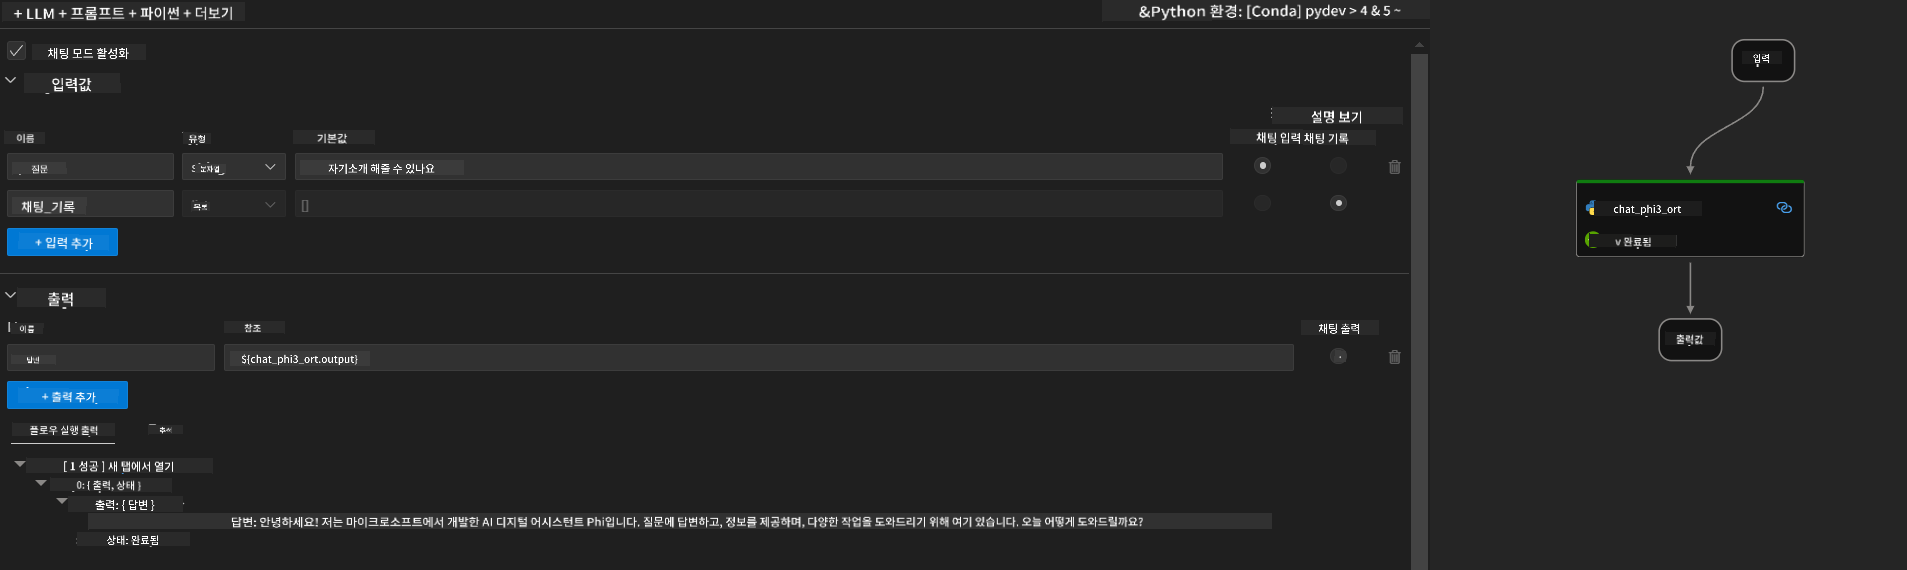 + LLM + 프롬프트 + 파이썬 + 더보기
&Python 환경: [Conda] pydev > 4 & 5 ~
채팅 모드 활성화
입력값
설명 보기
이름 유형 기본값 채팅 입력 채팅 기록
질문 문자열 자기소개 해줄 수 있나요
채팅_기록 목록 []
+ 입력 추가
출력
이름 참조 채팅 출력
답변 ${chat_phi3_ort.output}
+ 출력 추가
플로우 실행 출력 추적
[ 1 성공 ] 새 탭에서 열기
0: { 출력, 상태 }
출력: { 답변 }
답변: 안녕하세요! 저는 마이크로소프트에서 개발한 AI 디지털 어시스턴트 Phi입니다. 질문에 답변하고, 정보를 제공하며, 다양한 작업을 도와드리기 위해 여기 있습니다. 오늘 어떻게 도와드릴까요?
상태: 완료됨
입력
chat_phi3_ort
v 완료됨
출력값